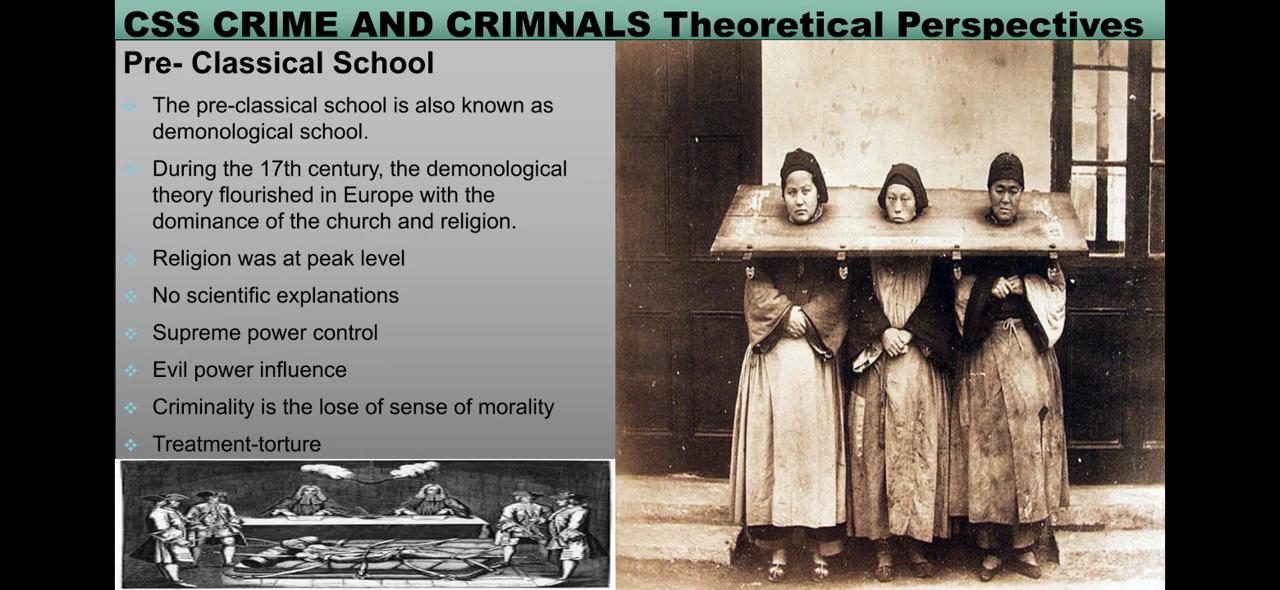 CSS CRIME AND CRIMNALS Theoretical Perspectives
Pre- Classical School
The pre-classical school is also known as
demonological school.
During the 17th century, the demonological
theory flourished in Europe with the
dominance of the church and religion.
Religion was at peak level
No scientific explanations
Supreme power control
Evil power influence
Criminality is the lose of sense of morality
Treatment-torture